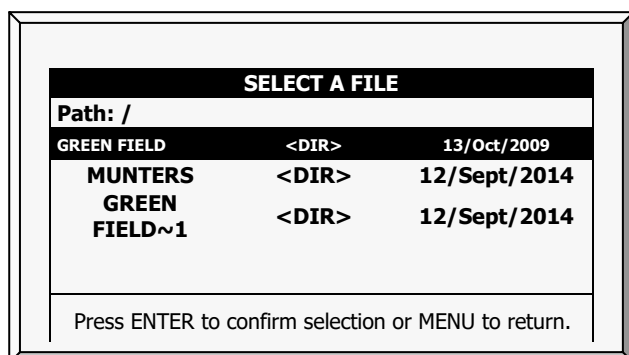 SELECT A FILE
Path: /
GREEN FIELD <DIR> 13/Oct/2009
MUNTERS <DIR> 12/Sept/2014
GREEN
FIELD~1 <DIR> 12/Sept/2014
Press ENTER to confirm selection or MENU to return.